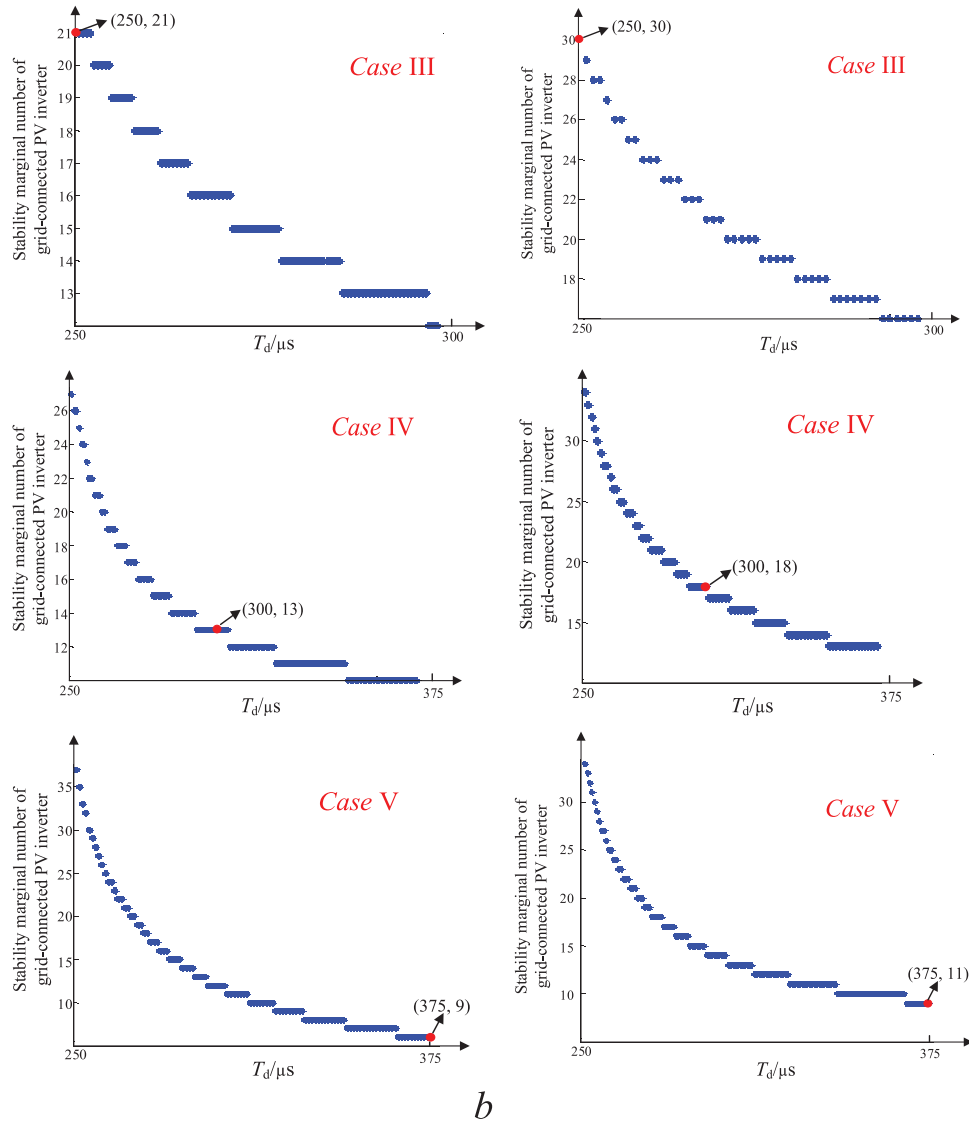 (250, 21)
Case III
Stability marginal number of
grid-connected PV inverter
21
20
19
18
17
16
15
14
13
250
300
Td/μs
(250, 30)
Case III
Stability marginal number of
grid-connected PV inverter
30
28
26
24
22
20
18
250
300
Td/μs
Case IV
Stability marginal number of
grid-connected PV inverter
26
24
22
20
18
16
14
12
(300, 13)
250
375
Td/μs
Case IV
Stability marginal number of
grid-connected PV inverter
30
25
20
15
(300, 18)
250
375
Td/μs
Case V
Stability marginal number of
grid-connected PV inverter
35
30
25
20
15
10
(375, 9)
250
375
Td/μs
Case V
Stability marginal number of
grid-connected PV inverter
30
25
20
15
10
(375, 11)
250
375
Td/μs
b